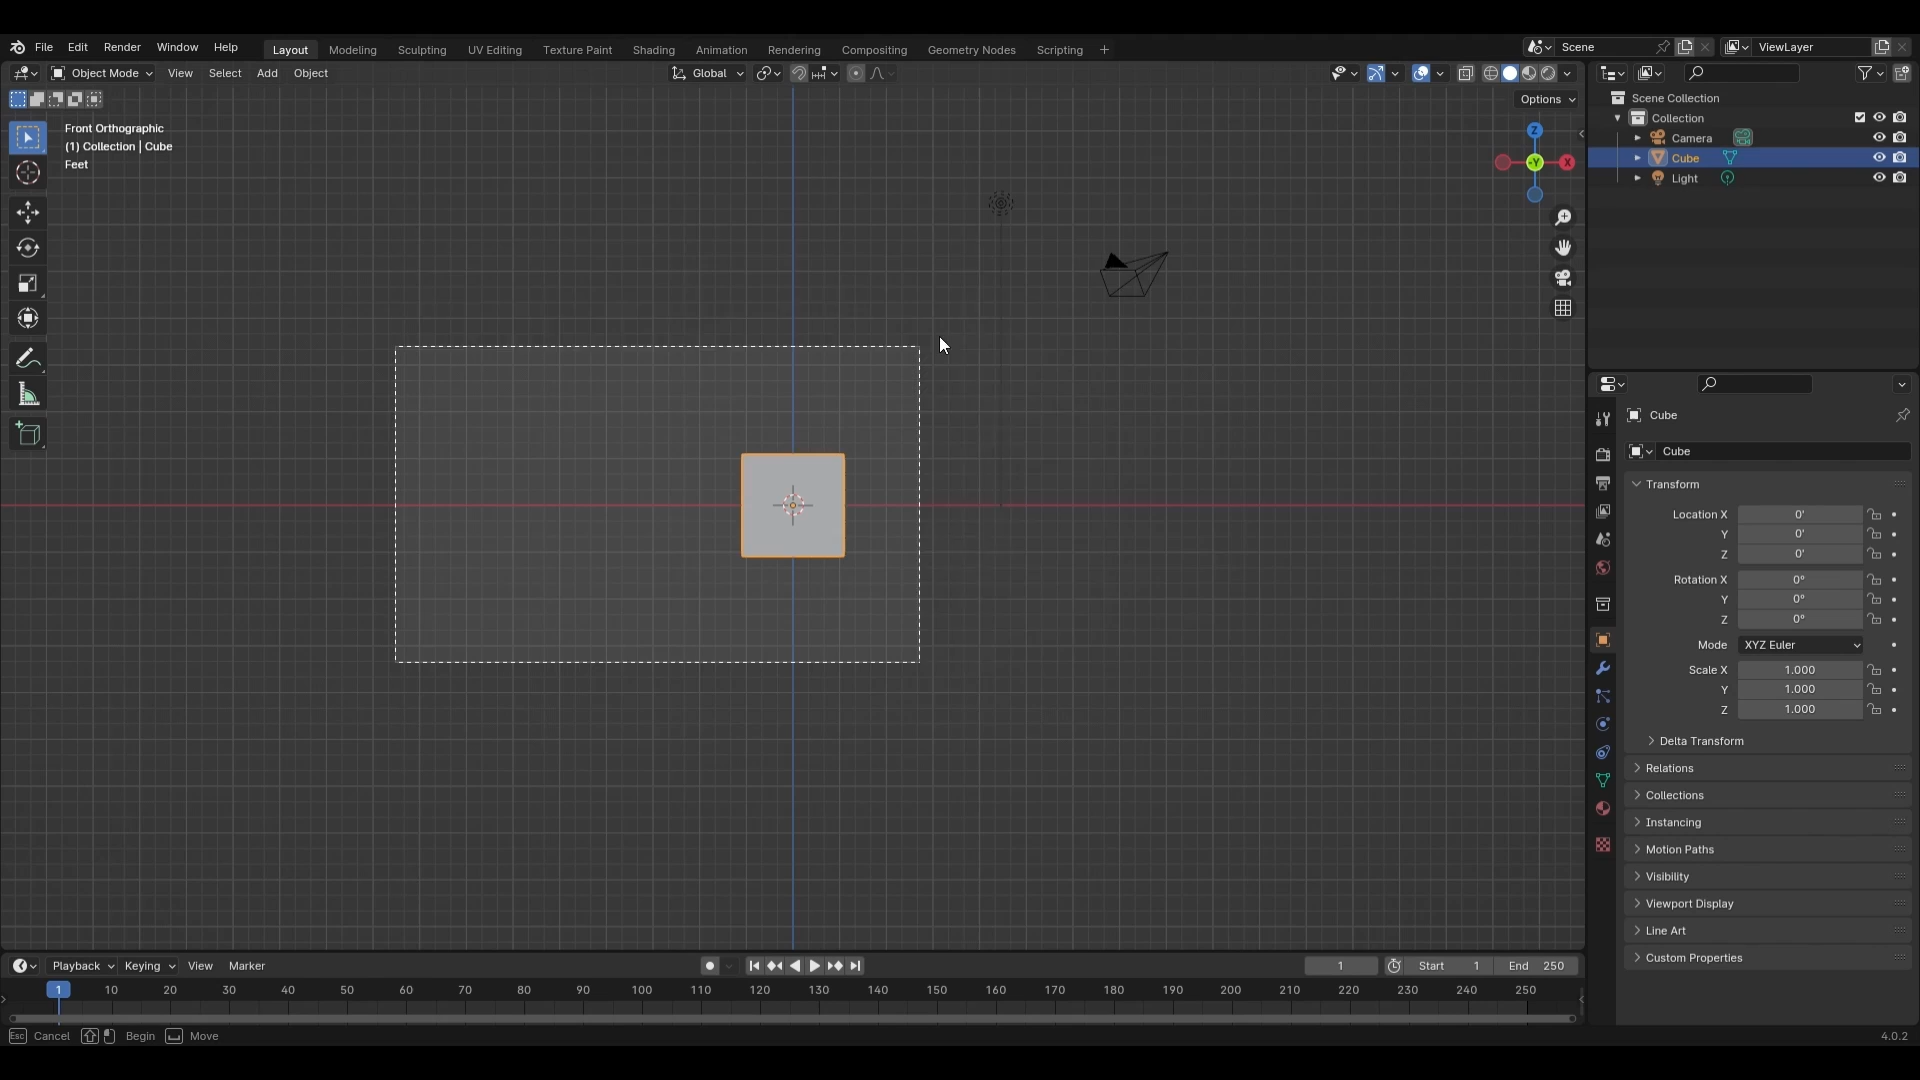 File Edit Render Window Help Layout Modeling Sculpting UV Editing Texture Paint Shading Animation Rendering Compositing Geometry Nodes Scripting + Scene ViewLayer
Object Mode View Select Add Object Global
Options
Front Orthographic
(1) Collection | Cube
Feet
Z
-Y
X
Scene Collection
Collection
Camera
Cube
Light
Cube
Cube
Transform
Location X 0'
Y 0'
Z 0'
Rotation X 0°
Y 0°
Z 0°
Mode XYZ Euler
Scale X 1.000
Y 1.000
Z 1.000
Delta Transform
Relations
Collections
Instancing
Motion Paths
Visibility
Viewport Display
Line Art
Custom Properties
Playback Keying View Marker 1 Start 1 End 250
1 10 20 30 40 50 60 70 80 90 100 110 120 130 140 150 160 170 180 190 200 210 220 230 240 250
Esc Cancel Begin Move 4.0.2